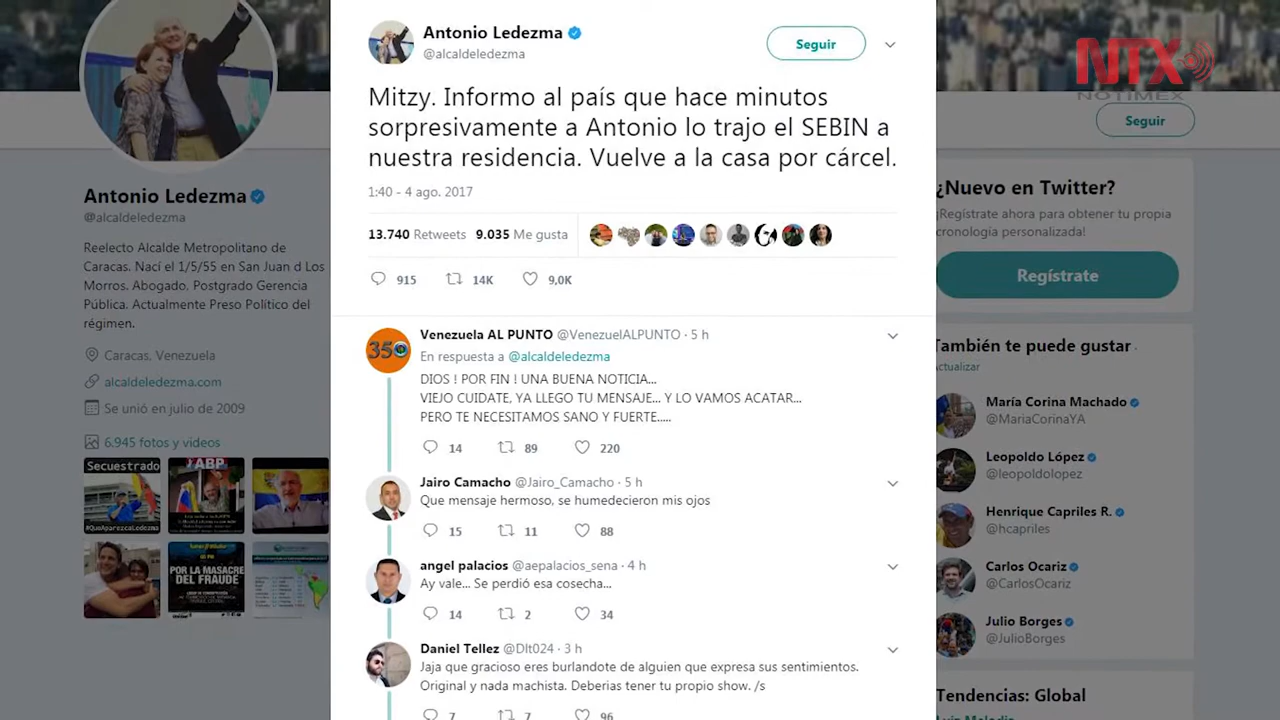 Antonio Ledezma
@alcaldeledezma
Seguir
Mitzy. Informo al país que hace minutos
sorpresivamente a Antonio lo trajo el SEBIN a
nuestra residencia. Vuelve a la casa por cárcel.
1:40 - 4 ago. 2017
13.740 Retweets 9.035 Me gusta
915 14K 9,0K
Venezuela AL PUNTO @VenezuelALPUNTO · 5 h
350
En respuesta a @alcaldeledezma
DIOS ! POR FIN ! UNA BUENA NOTICIA...
VIEJO CUIDATE, YA LLEGO TU MENSAJE... Y LO VAMOS ACATAR...
PERO TE NECESITAMOS SANO Y FUERTE.....
14 89 220
Jairo Camacho @Jairo_Camacho · 5 h
Que mensaje hermoso, se humedecieron mis ojos
15 11 88
angel palacios @aepalacios_sena · 4 h
Ay vale... Se perdió esa cosecha...
14 2 34
Daniel Tellez @Dlt024 · 3 h
Jaja que gracioso eres burlandote de alguien que expresa sus sentimientos.
Original y nada machista. Deberias tener tu propio show. /s
7 7 96
Antonio Ledezma
@alcaldeledezma
Reelecto Alcalde Metropolitano de
Caracas. Nací el 1/5/55 en San Juan d Los
Morros. Abogado, Postgrado Gerencia
Pública. Actualmente Preso Político del
régimen.
Caracas, Venezuela
alcaldeledezma.com
Se unió en julio de 2009
6.945 fotos y videos
Secuestrado
#QueAparezcaLedezma
ABP
POR LA MASACRE
DEL FRAUDE
NTX
NOTIMEX
Seguir
¿Nuevo en Twitter?
¡Regístrate ahora para obtener tu propia
cronología personalizada!
Regístrate
También te puede gustar
Actualizar
María Corina Machado
@MariaCorinaYA
Leopoldo López
@leopoldolopez
Henrique Capriles R.
@hcapriles
Carlos Ocariz
@CarlosOcariz
Julio Borges
@JulioBorges
Tendencias: Global